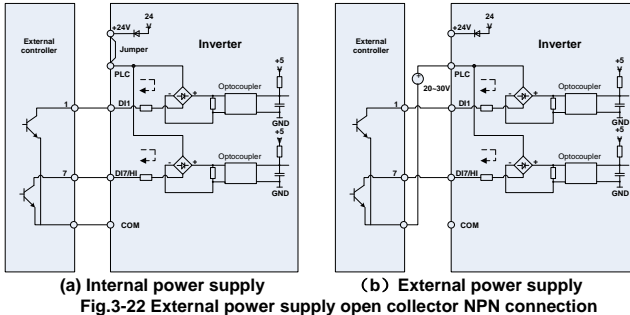 24
+24V
V
External
controller
Jumper
Inverter
+5
V
PLC
Optocoupler
1
DI1
GND
+5
V
Optocoupler
7
DI7/HI
GND
COM
(a) Internal power supply
24
+24V
V
External
controller
Inverter
+5
V
PLC
20~30V
Optocoupler
1
DI1
GND
+5
V
Optocoupler
7
DI7/HI
GND
COM
（b）External power supply
Fig.3-22 External power supply open collector NPN connection